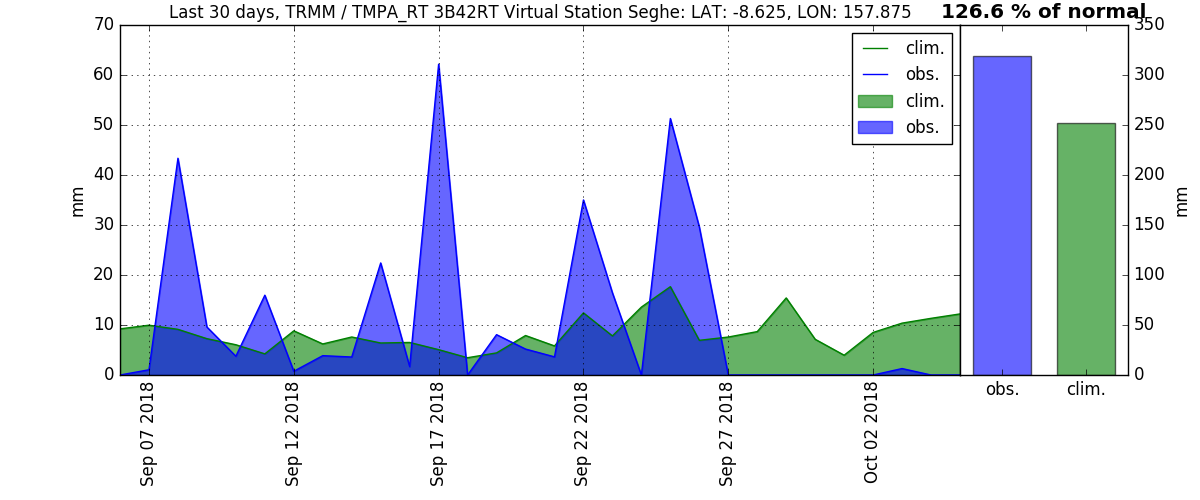 Last 30 days, TRMM / TMPA_RT 3B42RT Virtual Station Seghe: LAT: -8.625, LON: 157.875
126.6 % of normal
70
60
50
40
30
20
10
0
mm
clim.
obs.
clim.
obs.
Sep 07 2018
Sep 12 2018
Sep 17 2018
Sep 22 2018
Sep 27 2018
Oct 02 2018
350
300
250
200
150
100
50
0
mm
obs.
clim.